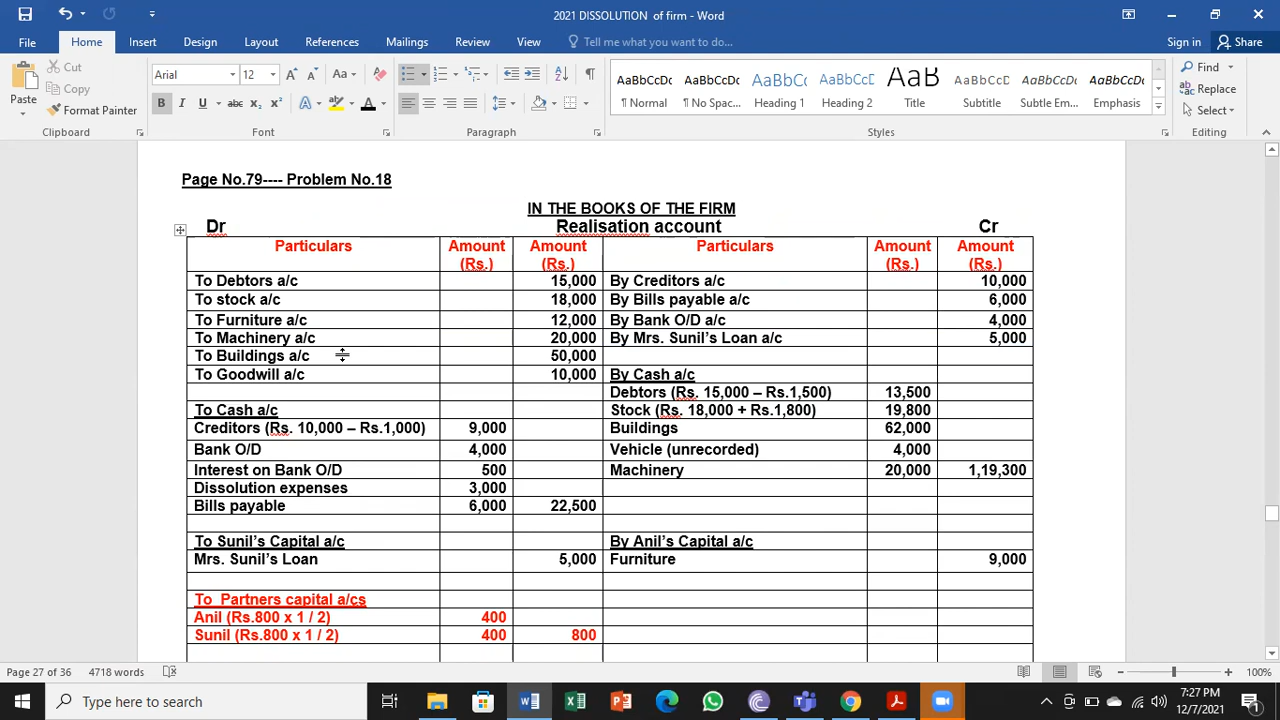 2021 DISSOLUTION of firm - Word
File Home Insert Design Layout References Mailings Review View Tell me what you want to do... Sign in Share
Paste Cut Copy Format Painter
Arial 12
AaBbCcDc AaBbCcDc AaBbCc AaBbCcC AaB AaBbCcD AaBbCcDc AaBbCcDc
¶ Normal ¶ No Spac... Heading Heading 2 Title Subtitle Subtle Em... Emphasis
Find Replace Select
Clipboard Font Paragraph Styles Editing
Page No.79---- Problem No.18
IN THE BOOKS OF THE FIRM
Dr Realisation account Cr
Particulars Amount (Rs.) Amount (Rs.) Particulars Amount (Rs.) Amount (Rs.)
To Debtors a/c 15,000 By Creditors a/c 10,000
To stock a/c 18,000 By Bills payable a/c 6,000
To Furniture a/c 12,000 By Bank O/D a/c 4,000
To Machinery a/c 20,000 By Mrs. Sunil's Loan a/c 5,000
To Buildings a/c 50,000
To Goodwill a/c 10,000 By Cash a/c
Debtors (Rs. 15,000 – Rs.1,500) 13,500
To Cash a/c Stock (Rs. 18,000 + Rs.1,800) 19,800
Creditors (Rs. 10,000 – Rs.1,000) 9,000 Buildings 62,000
Bank O/D 4,000 Vehicle (unrecorded) 4,000
Interest on Bank O/D 500 Machinery 20,000 1,19,300
Dissolution expenses 3,000
Bills payable 6,000 22,500
To Sunil's Capital a/c By Anil's Capital a/c
Mrs. Sunil's Loan 5,000 Furniture 9,000
To Partners capital a/cs
Anil (Rs.800 x 1 / 2) 400
Sunil (Rs.800 x 1 / 2) 400 800
Page 27 of 36 4718 words 100%
Type here to search 7:27 PM
12/7/2021